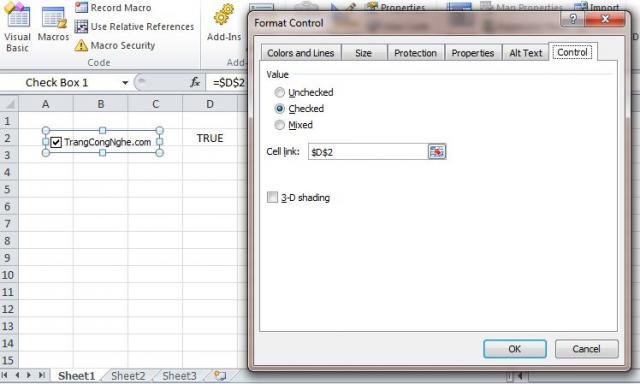 Visual
Basic
Macros
Record Macro
Use Relative References
Macro Security
Code
Add-Ins
Add-
Properties
Map Properties
Import
Check Box 1
fx
=$D$2
A B C D
1
2
3
4
5
6
7
8
9
10
11
12
13
14
15
TrangCongNghe.com
TRUE
Sheet1 Sheet2 Sheet3
Format Control
Colors and Lines Size Protection Properties Alt Text Control
Value
Unchecked
Checked
Mixed
Cell link: $D$2
3-D shading
OK Cancel